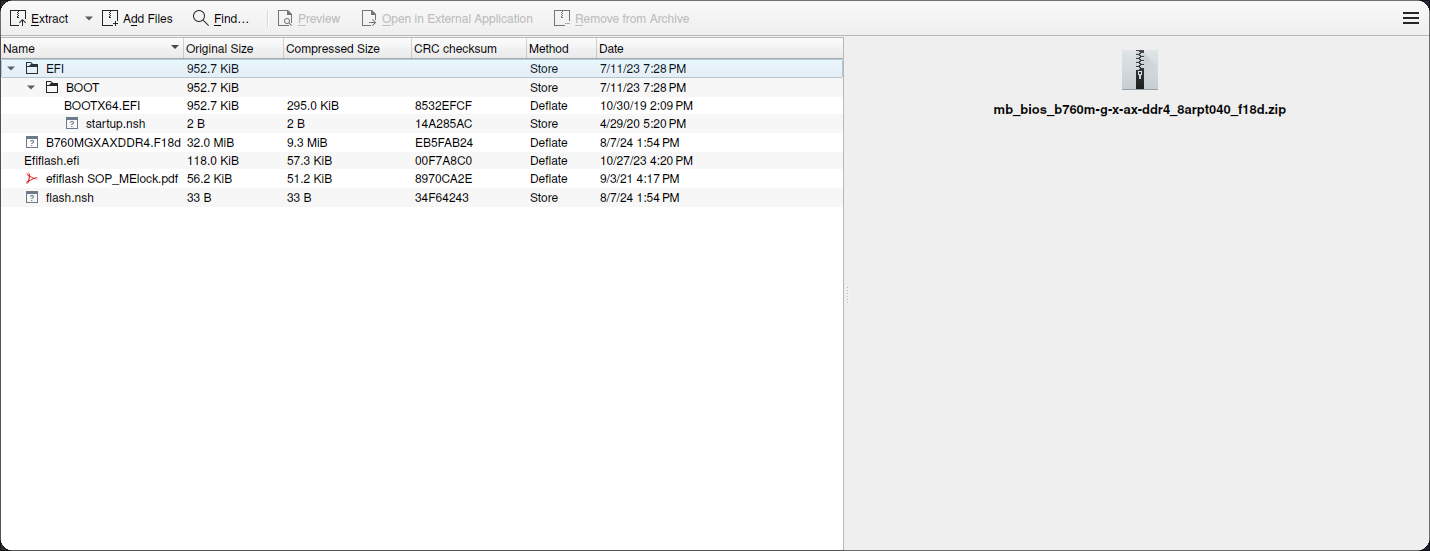 Extract Add Files Find... Preview Open in External Application Remove from Archive
Name Original Size Compressed Size CRC checksum Method Date
EFI 952.7 KiB Store 7/11/23 7:28 PM
BOOT 952.7 KiB Store 7/11/23 7:28 PM
BOOTX64.EFI 952.7 KiB 295.0 KiB 8532EFCF Deflate 10/30/19 2:09 PM
startup.nsh 2 B 2 B 14A285AC Store 4/29/20 5:20 PM
B760MGXAXDDR4.F18d 32.0 MiB 9.3 MiB EB5FAB24 Deflate 8/7/24 1:54 PM
Efiflash.efi 118.0 KiB 57.3 KiB 00F7A8C0 Deflate 10/27/23 4:20 PM
efiflash SOP_MElock.pdf 56.2 KiB 51.2 KiB 8970CA2E Deflate 9/3/21 4:17 PM
flash.nsh 33 B 33 B 34F64243 Store 8/7/24 1:54 PM
mb_bios_b760m-g-x-ax-ddr4_8arpt040_f18d.zip